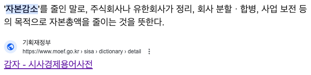 '자본감소'를 줄인 말로, 주식회사나 유한회사가 정리, 회사 분할·합병, 사업 보전 등
의 목적으로 자본총액을 줄이는 것을 뜻한다.
기획재정부
https://www.moef.go.kr › sisa › dictionary › detail
감자 - 시사경제용어사전